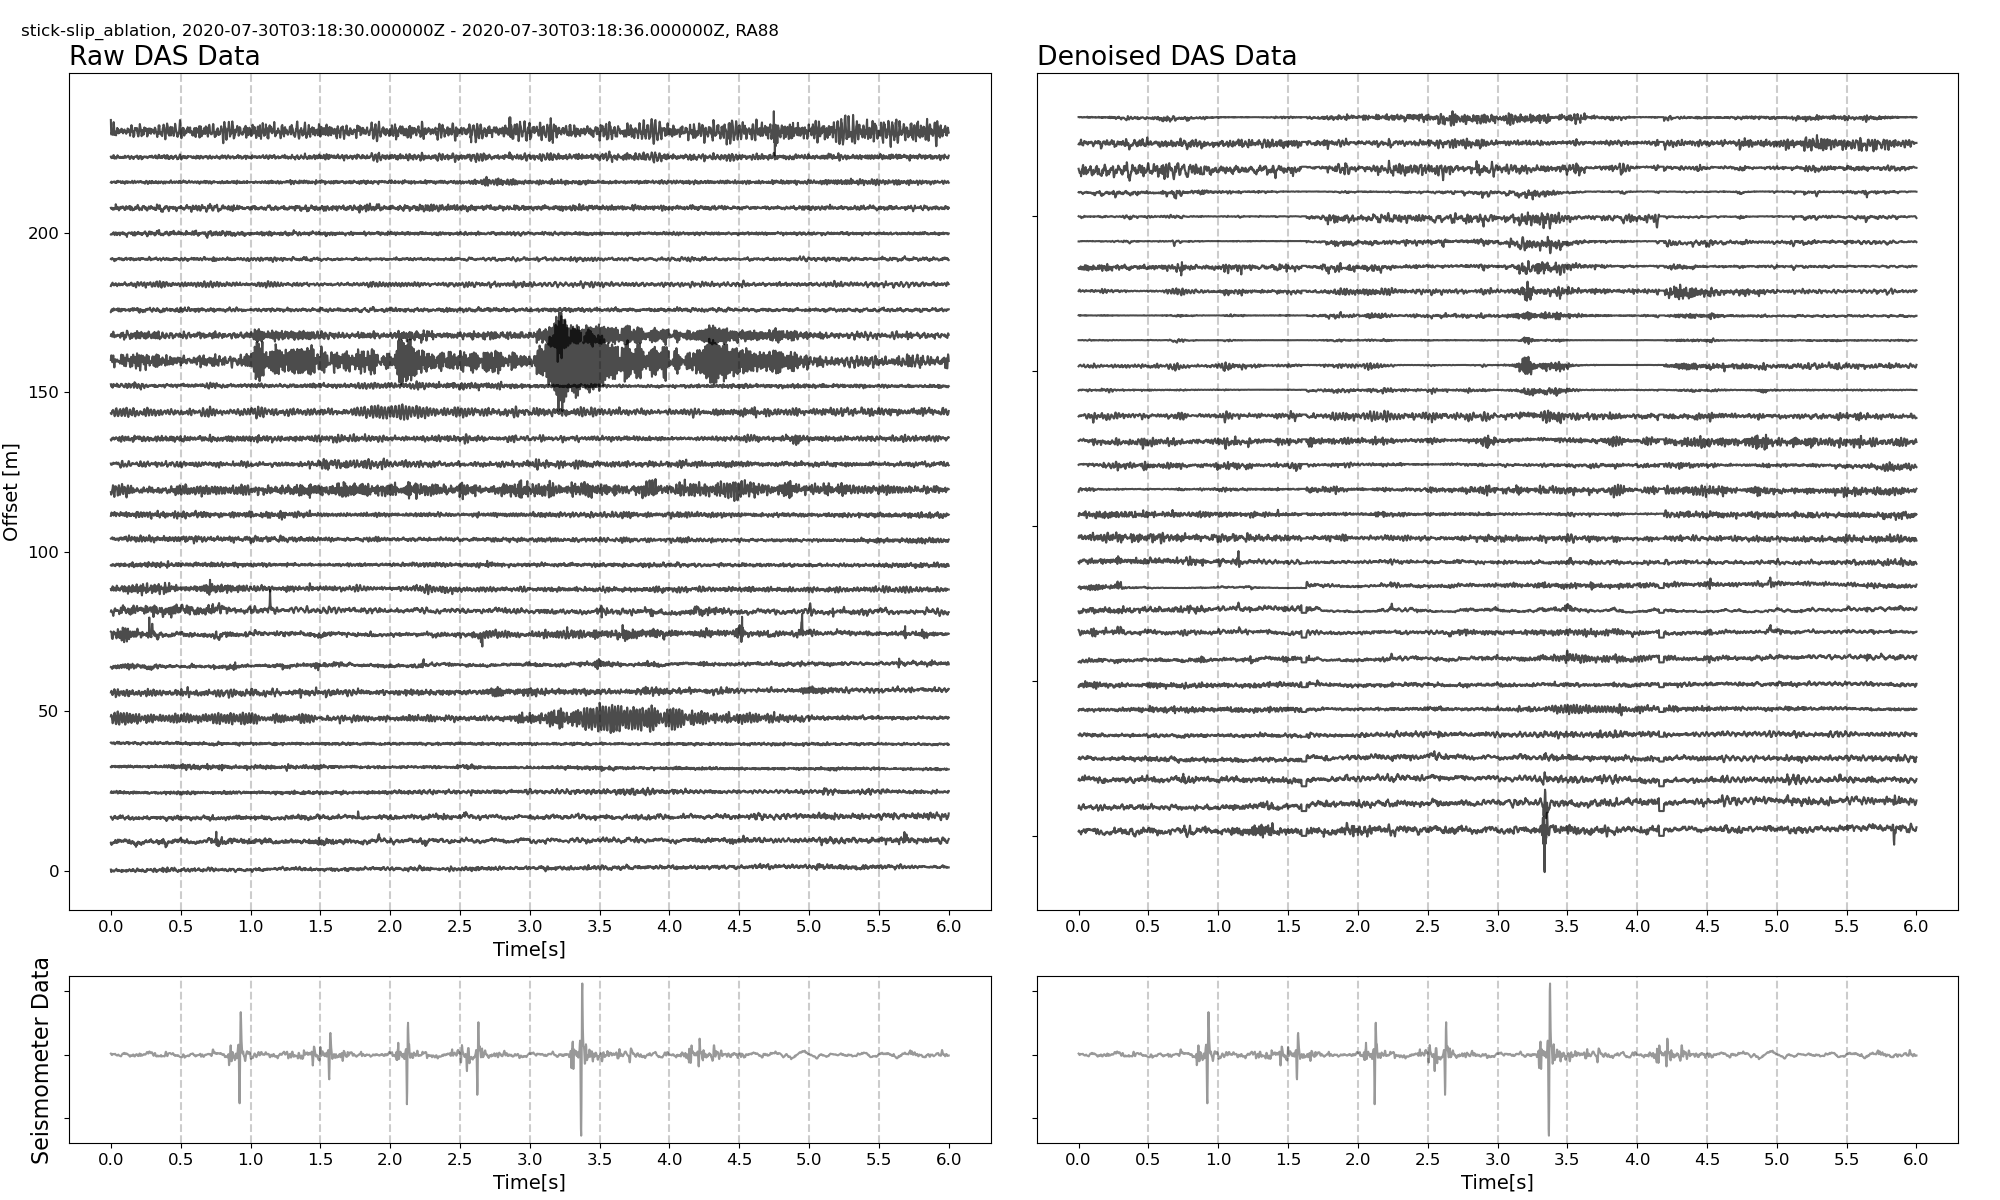 stick-slip_ablation, 2020-07-30T03:18:30.000000Z - 2020-07-30T03:18:36.000000Z, RA88
Raw DAS Data
Denoised DAS Data
Offset [m]
200
150
100
50
0
0.0 0.5 1.0 1.5 2.0 2.5 3.0 3.5 4.0 4.5 5.0 5.5 6.0
Time[s]
0.0 0.5 1.0 1.5 2.0 2.5 3.0 3.5 4.0 4.5 5.0 5.5 6.0
Seismometer Data
0.0 0.5 1.0 1.5 2.0 2.5 3.0 3.5 4.0 4.5 5.0 5.5 6.0
Time[s]
0.0 0.5 1.0 1.5 2.0 2.5 3.0 3.5 4.0 4.5 5.0 5.5 6.0
Time[s]